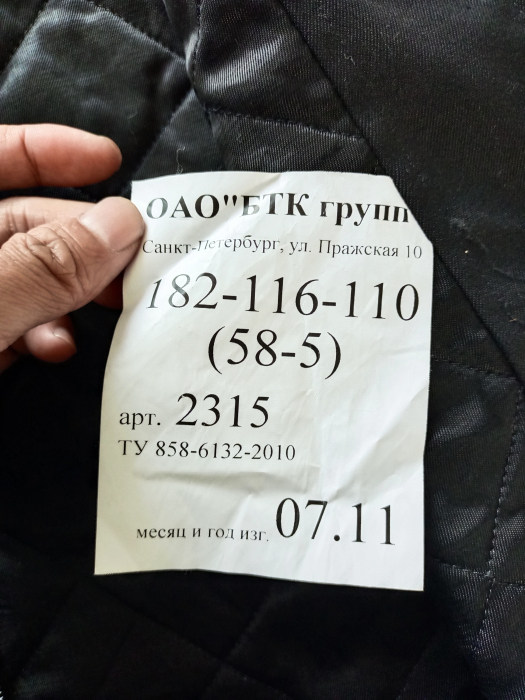 ОАО"БТК групп
Санкт-Петербург, ул. Пражская 10
182-116-110
(58-5)
арт. 2315
ТУ 858-6132-2010
месяц и год изг. 07.11